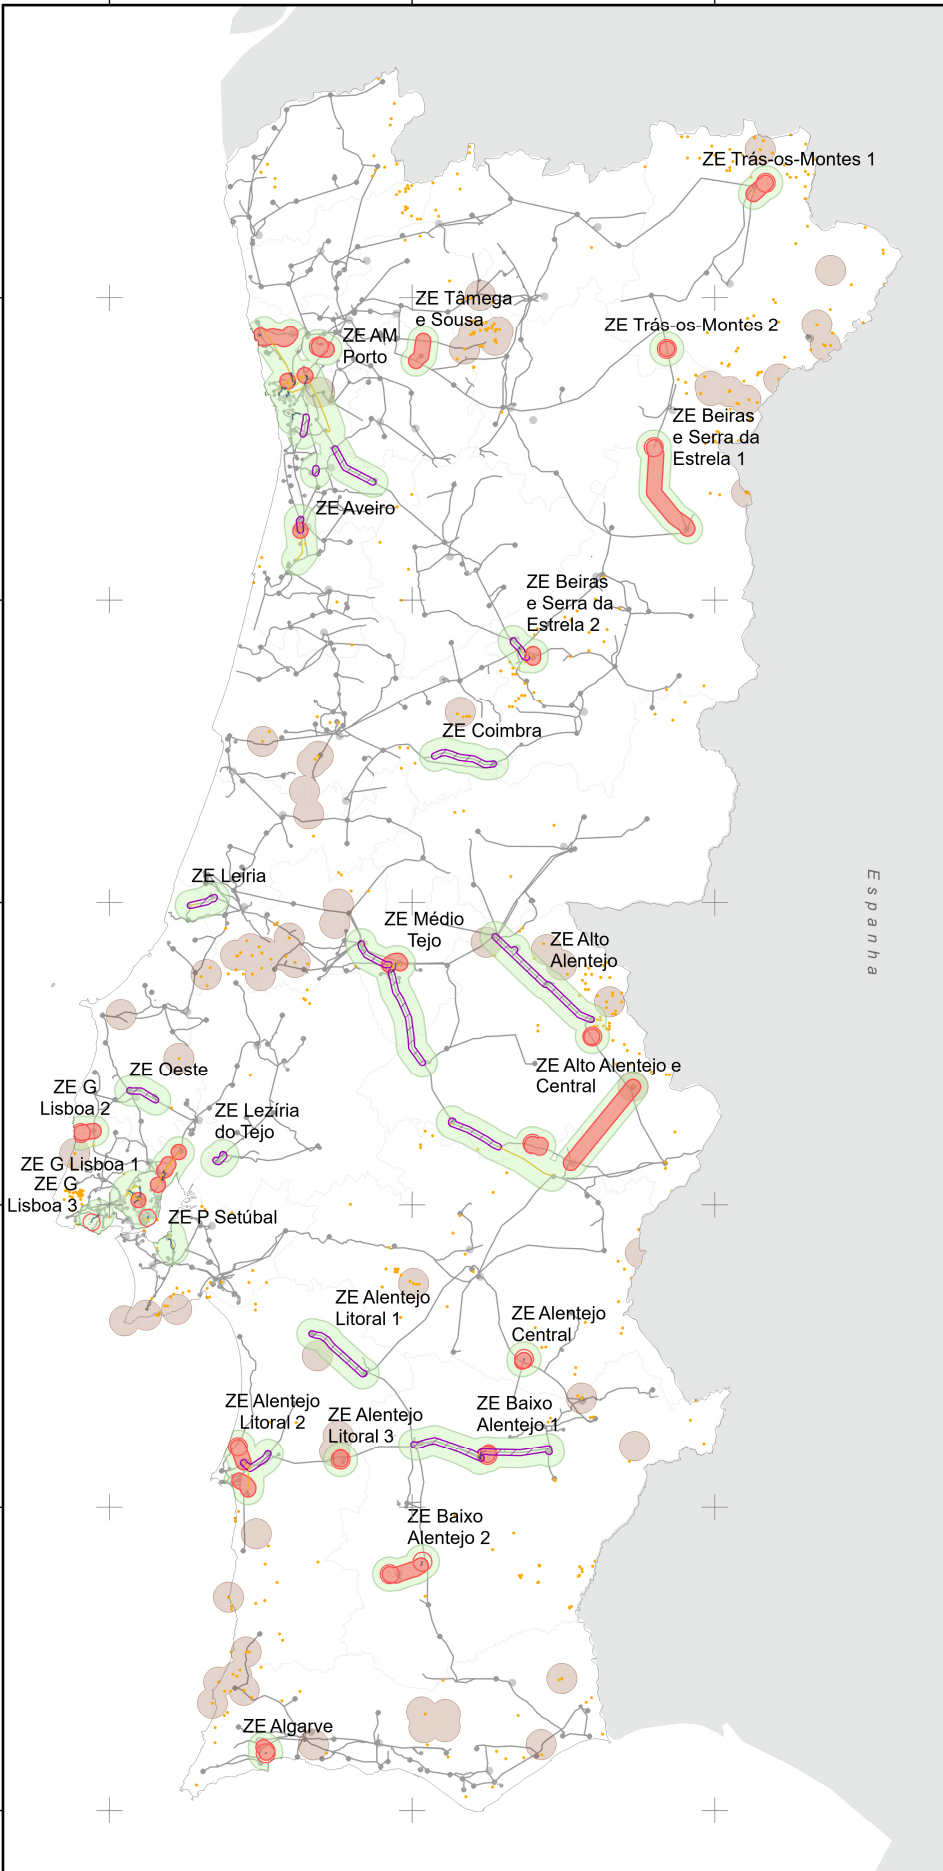 ZE Trás-os-Montes 1
ZE Tâmega
e Sousa
ZE Trás-os-Montes 2
ZE AM
Porto
ZE Beiras
e Serra da
Estrela 1
ZE Aveiro
ZE Beiras
e Serra da
Estrela 2
ZE Coimbra
Espanha
ZE Leiria
ZE Médio
Tejo
ZE Alto
Alentejo
ZE Oeste
ZE Alto Alentejo e
Central
ZE G
Lisboa 2
ZE Lezíria
do Tejo
ZE G Lisboa 1
ZE G
Lisboa 3
ZE P Setúbal
ZE Alentejo
Litoral 1
ZE Alentejo
Central
ZE Alentejo
Litoral 2
ZE Alentejo
Litoral 3
ZE Baixo
Alentejo 1
ZE Baixo
Alentejo 2
ZE Algarve